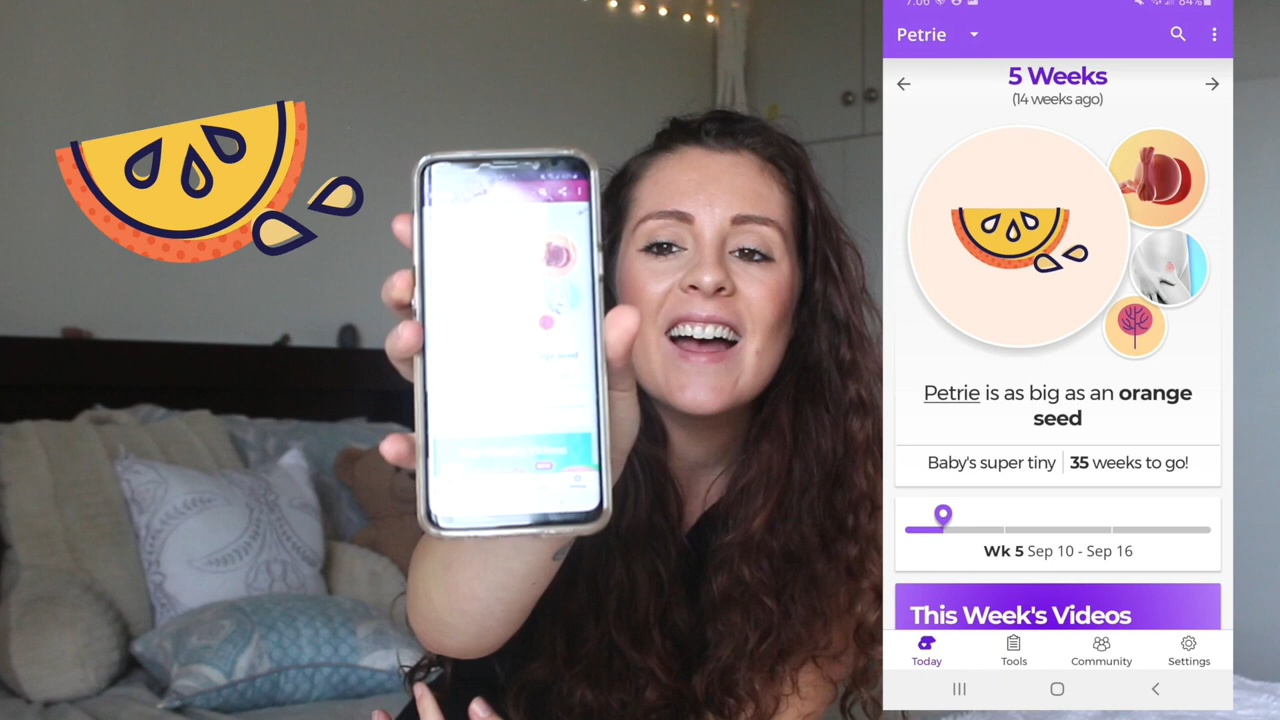 Petrie
5 Weeks
(14 weeks ago)
Petrie is as big as an orange
seed
Baby's super tiny
35 weeks to go!
Wk 5 Sep 10 - Sep 16
This Week's Videos
Today
Tools
Community
Settings